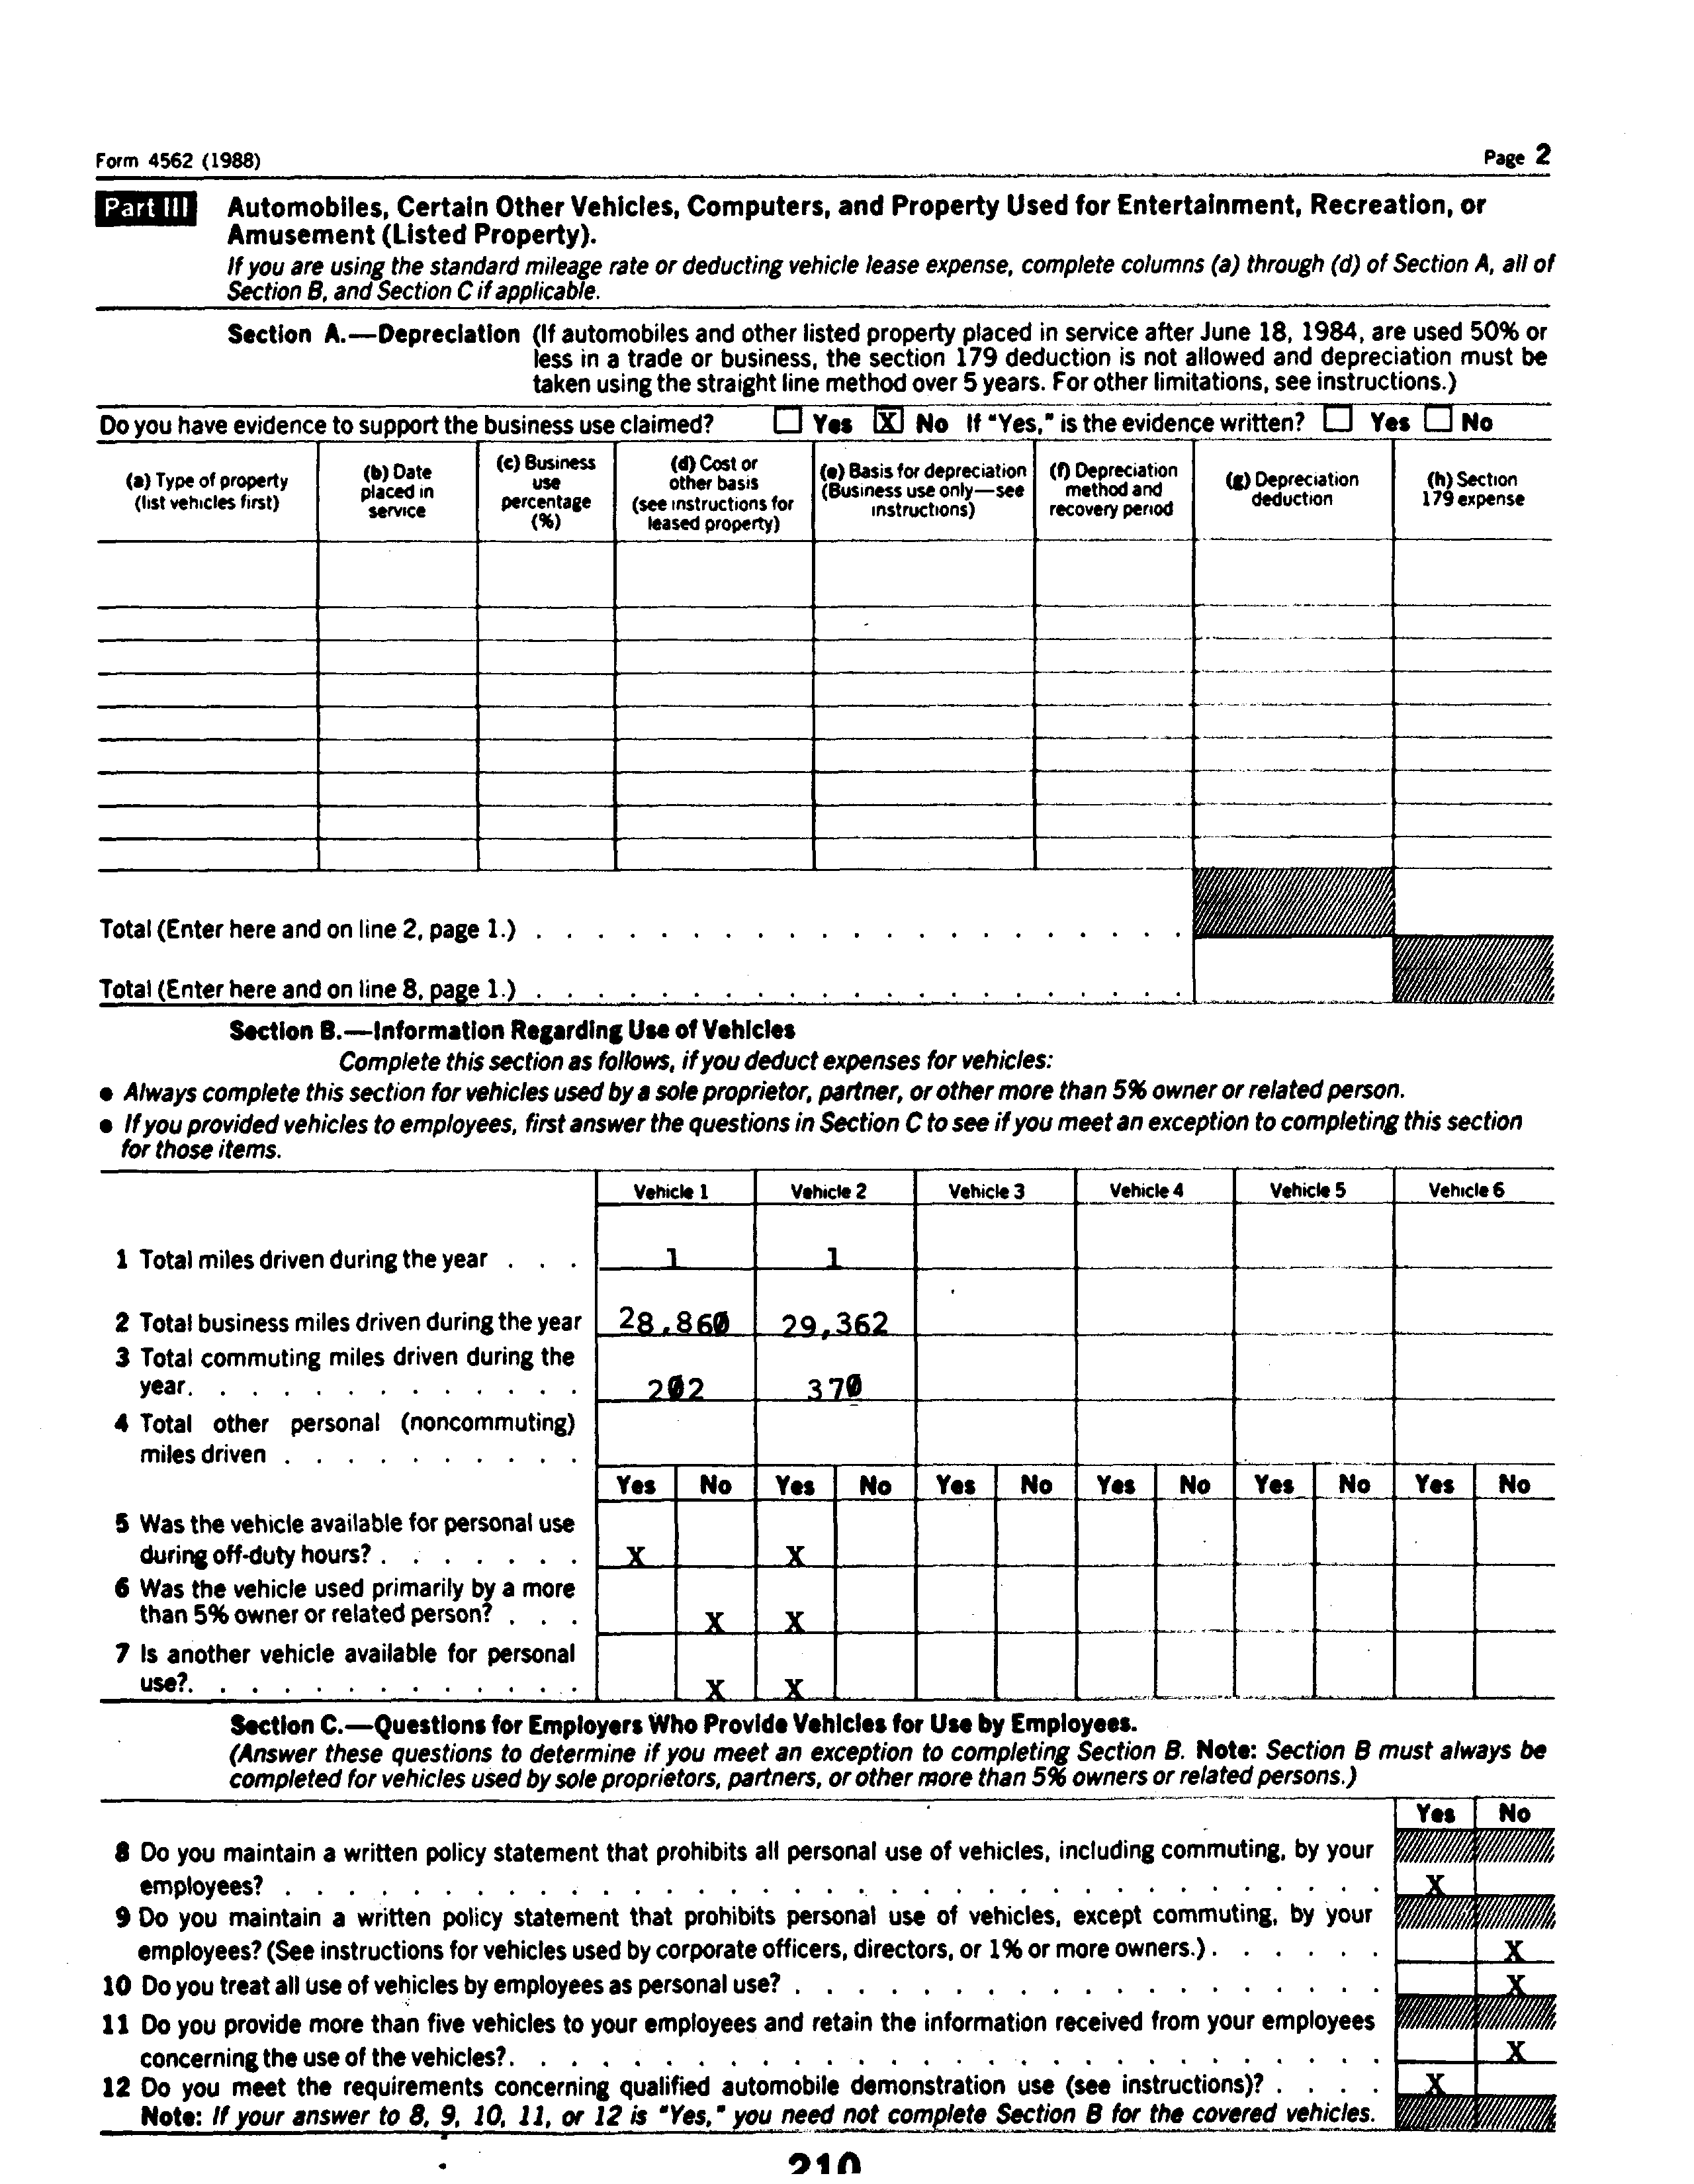 Form 4562 (1988) Page 2
Part III Automobiles, Certain Other Vehicles, Computers, and Property Used for Entertainment, Recreation, or
Amusement (Listed Property).
If you are using the standard mileage rate or deducting vehicle lease expense, complete columns (a) through (d) of Section A, all of
Section B, and Section C if applicable.
Section A.—Depreciation (If automobiles and other listed property placed in service after June 18, 1984, are used 50% or
less in a trade or business, the section 179 deduction is not allowed and depreciation must be
taken using the straight line method over 5 years. For other limitations, see instructions.)
Do you have evidence to support the business use claimed? Yes X No If "Yes," is the evidence written? Yes No
(a) Type of property
(list vehicles first)
(b) Date
placed in
service
(c) Business
use
percentage
(%)
(d) Cost or
other basis
(see instructions for
leased property)
(e) Basis for depreciation
(Business use only—see
instructions)
(f) Depreciation
method and
recovery period
(g) Depreciation
deduction
(h) Section
179 expense
Total (Enter here and on line 2, page 1.) . . . . . . . . . . . . . . . . . . . . .
Total (Enter here and on line 8, page 1.) . . . . . . . . . . . . . . . . . . . . .
Section B.—Information Regarding Use of Vehicles
Complete this section as follows, if you deduct expenses for vehicles:
● Always complete this section for vehicles used by a sole proprietor, partner, or other more than 5% owner or related person.
● If you provided vehicles to employees, first answer the questions in Section C to see if you meet an exception to completing this section
for those items.
Vehicle 1 Vehicle 2 Vehicle 3 Vehicle 4 Vehicle 5 Vehicle 6
1 Total miles driven during the year . . . 1 1
2 Total business miles driven during the year 28,860 29,362
3 Total commuting miles driven during the
year. . . . . . . . . . . . . 202 370
4 Total other personal (noncommuting)
miles driven . . . . . . . . . .
Yes No Yes No Yes No Yes No Yes No Yes No
5 Was the vehicle available for personal use
during off-duty hours? . . . . . . . X X
6 Was the vehicle used primarily by a more
than 5% owner or related person? . . . X X
7 Is another vehicle available for personal
use?. . . . . . . . . . . . . X X
Section C.—Questions for Employers Who Provide Vehicles for Use by Employees.
(Answer these questions to determine if you meet an exception to completing Section B. Note: Section B must always be
completed for vehicles used by sole proprietors, partners, or other more than 5% owners or related persons.)
Yes No
8 Do you maintain a written policy statement that prohibits all personal use of vehicles, including commuting, by your
employees? . . . . . . . . . . . . . . . . . . . . . . . . . . . . . . . . . . . X
9 Do you maintain a written policy statement that prohibits personal use of vehicles, except commuting, by your
employees? (See instructions for vehicles used by corporate officers, directors, or 1% or more owners.) . . . . . . X
10 Do you treat all use of vehicles by employees as personal use? . . . . . . . . . . . . . . . . . . . X
11 Do you provide more than five vehicles to your employees and retain the information received from your employees
concerning the use of the vehicles?. . . . . . . . . . . . . . . . . . . . . . . . . . . . X
12 Do you meet the requirements concerning qualified automobile demonstration use (see instructions)? . . . . X
Note: If your answer to 8, 9, 10, 11, or 12 is "Yes," you need not complete Section B for the covered vehicles.
210